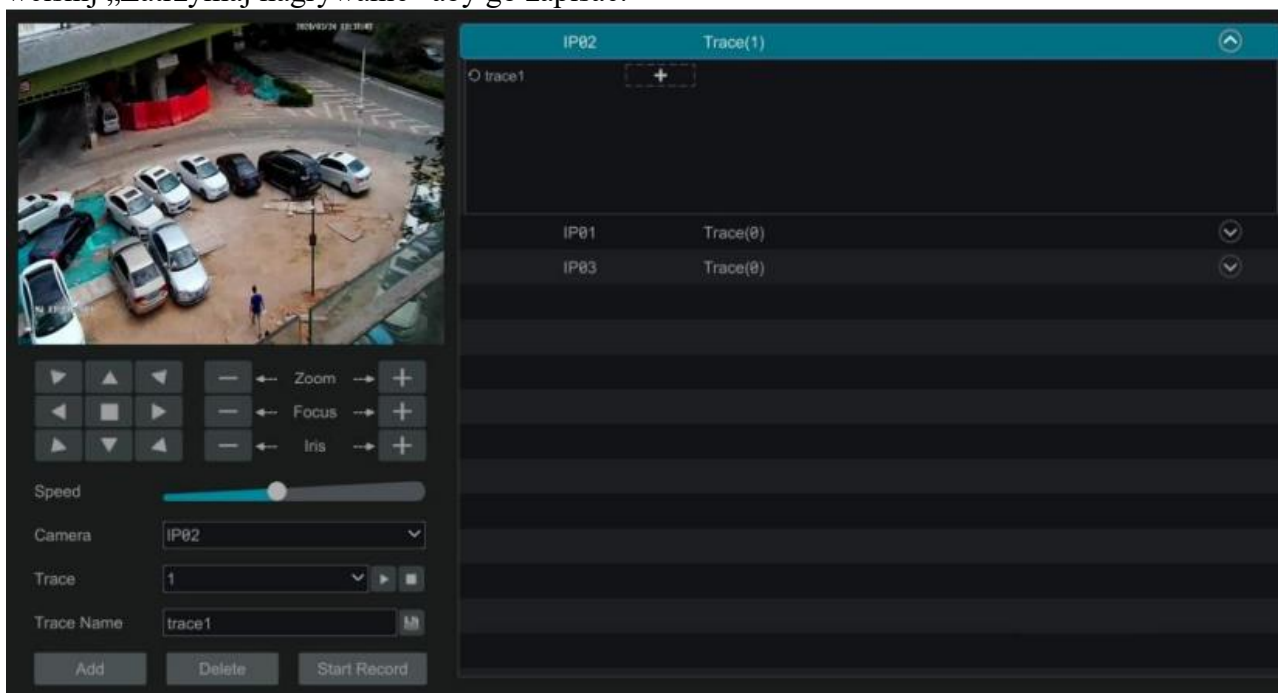 IP02 Trace(1)
trace1
IP01 Trace(0)
IP03 Trace(0)
Zoom
Focus
Iris
Speed
Camera IP02
Trace 1
Trace Name trace1
Add Delete Start Record